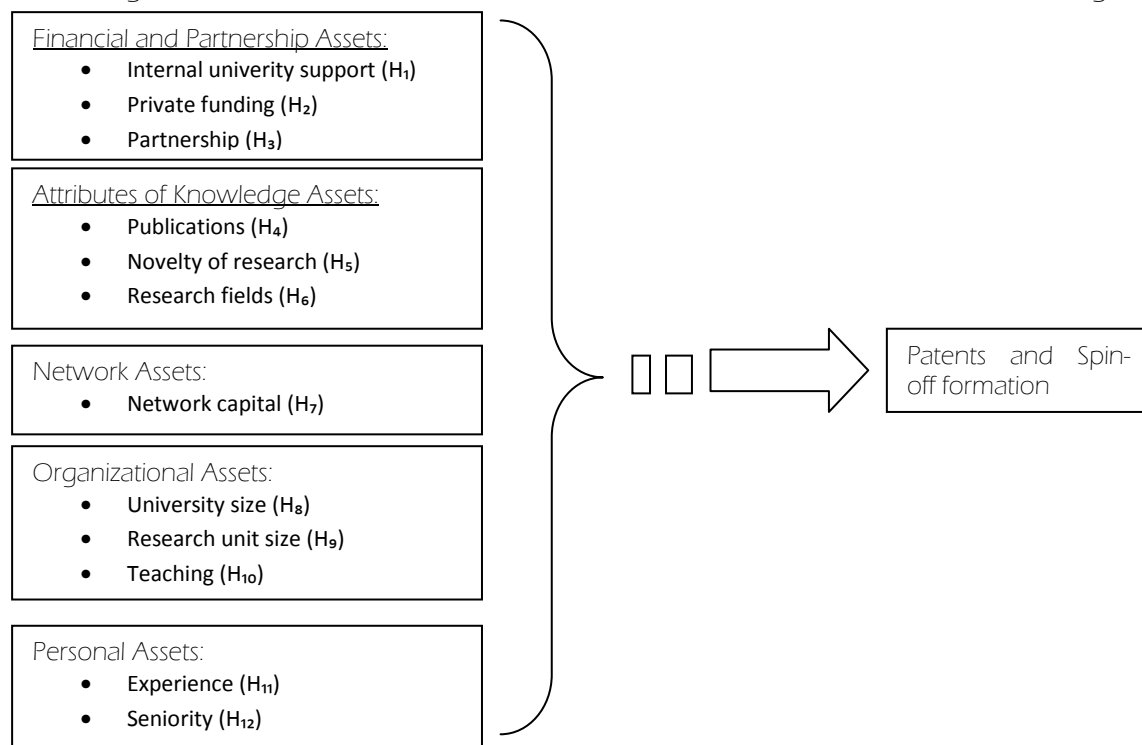 Financial and Partnership Assets:
• Internal univerity support (H₁)
• Private funding (H₂)
• Partnership (H₃)
Attributes of Knowledge Assets:
• Publications (H₄)
• Novelty of research (H₅)
• Research fields (H₆)
Network Assets:
• Network capital (H₇)
Organizational Assets:
• University size (H₈)
• Research unit size (H₉)
• Teaching (H₁₀)
Personal Assets:
• Experience (H₁₁)
• Seniority (H₁₂)
Patents and Spin-
off formation